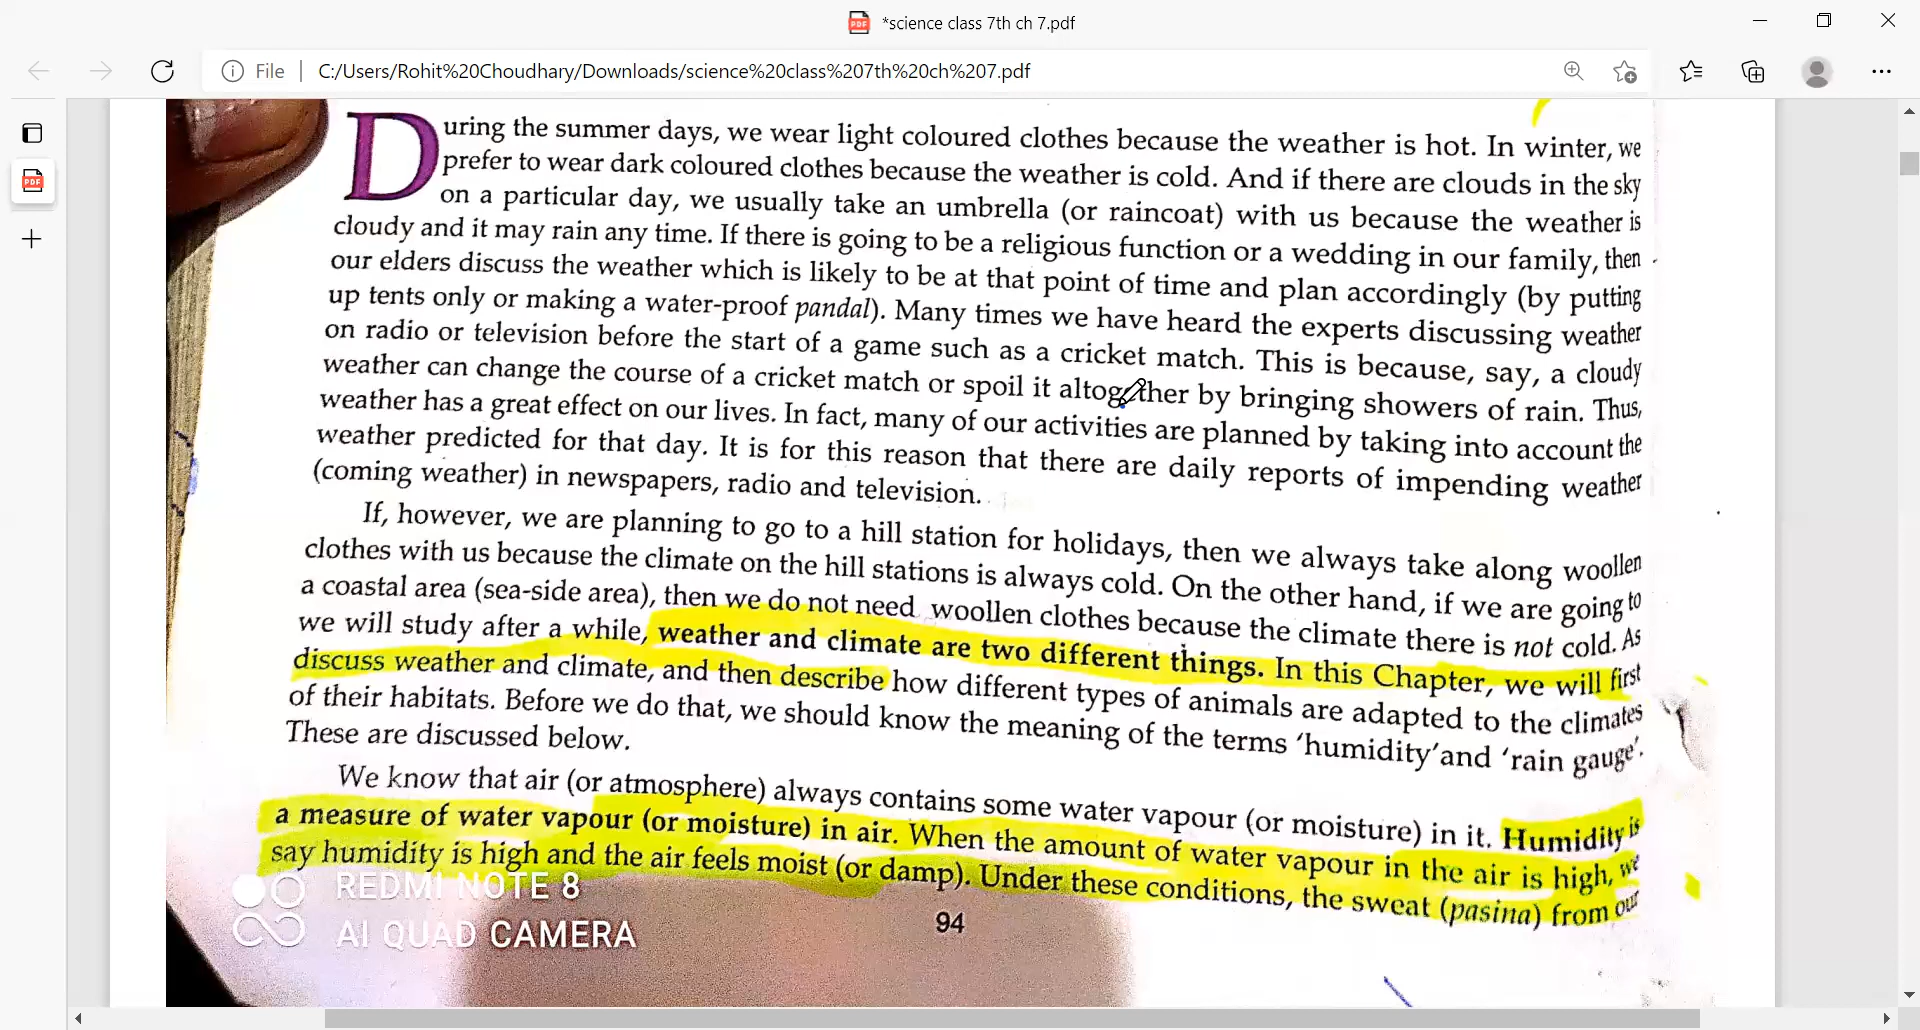 *science class 7th ch 7.pdf
File
C:/Users/Rohit%20Choudhary/Downloads/science%20class%207th%20ch%207.pdf
During the summer days, we wear light coloured clothes because the weather is hot. In winter, we
prefer to wear dark coloured clothes because the weather is cold. And if there are clouds in the sky
on a particular day, we usually take an umbrella (or raincoat) with us because the weather is
cloudy and it may rain any time. If there is going to be a religious function or a wedding in our family, then
our elders discuss the weather which is likely to be at that point of time and plan accordingly (by putting
up tents only or making a water-proof pandal). Many times we have heard the experts discussing weather
on radio or television before the start of a game such as a cricket match. This is because, say, a cloudy
weather can change the course of a cricket match or spoil it altogether by bringing showers of rain. Thus,
weather has a great effect on our lives. In fact, many of our activities are planned by taking into account the
weather predicted for that day. It is for this reason that there are daily reports of impending weather
(coming weather) in newspapers, radio and television.
If, however, we are planning to go to a hill station for holidays, then we always take along woollen
clothes with us because the climate on the hill stations is always cold. On the other hand, if we are going to
a coastal area (sea-side area), then we do not need woollen clothes because the climate there is not cold. As
we will study after a while, weather and climate are two different things. In this Chapter, we will first
discuss weather and climate, and then describe how different types of animals are adapted to the climates
of their habitats. Before we do that, we should know the meaning of the terms ‘humidity’ and ‘rain gauge’.
These are discussed below.
We know that air (or atmosphere) always contains some water vapour (or moisture) in it. Humidity is
a measure of water vapour (or moisture) in air. When the amount of water vapour in the air is high, we
say humidity is high and the air feels moist (or damp). Under these conditions, the sweat (pasina) from our
REDMI NOTE 8
AI QUAD CAMERA
94